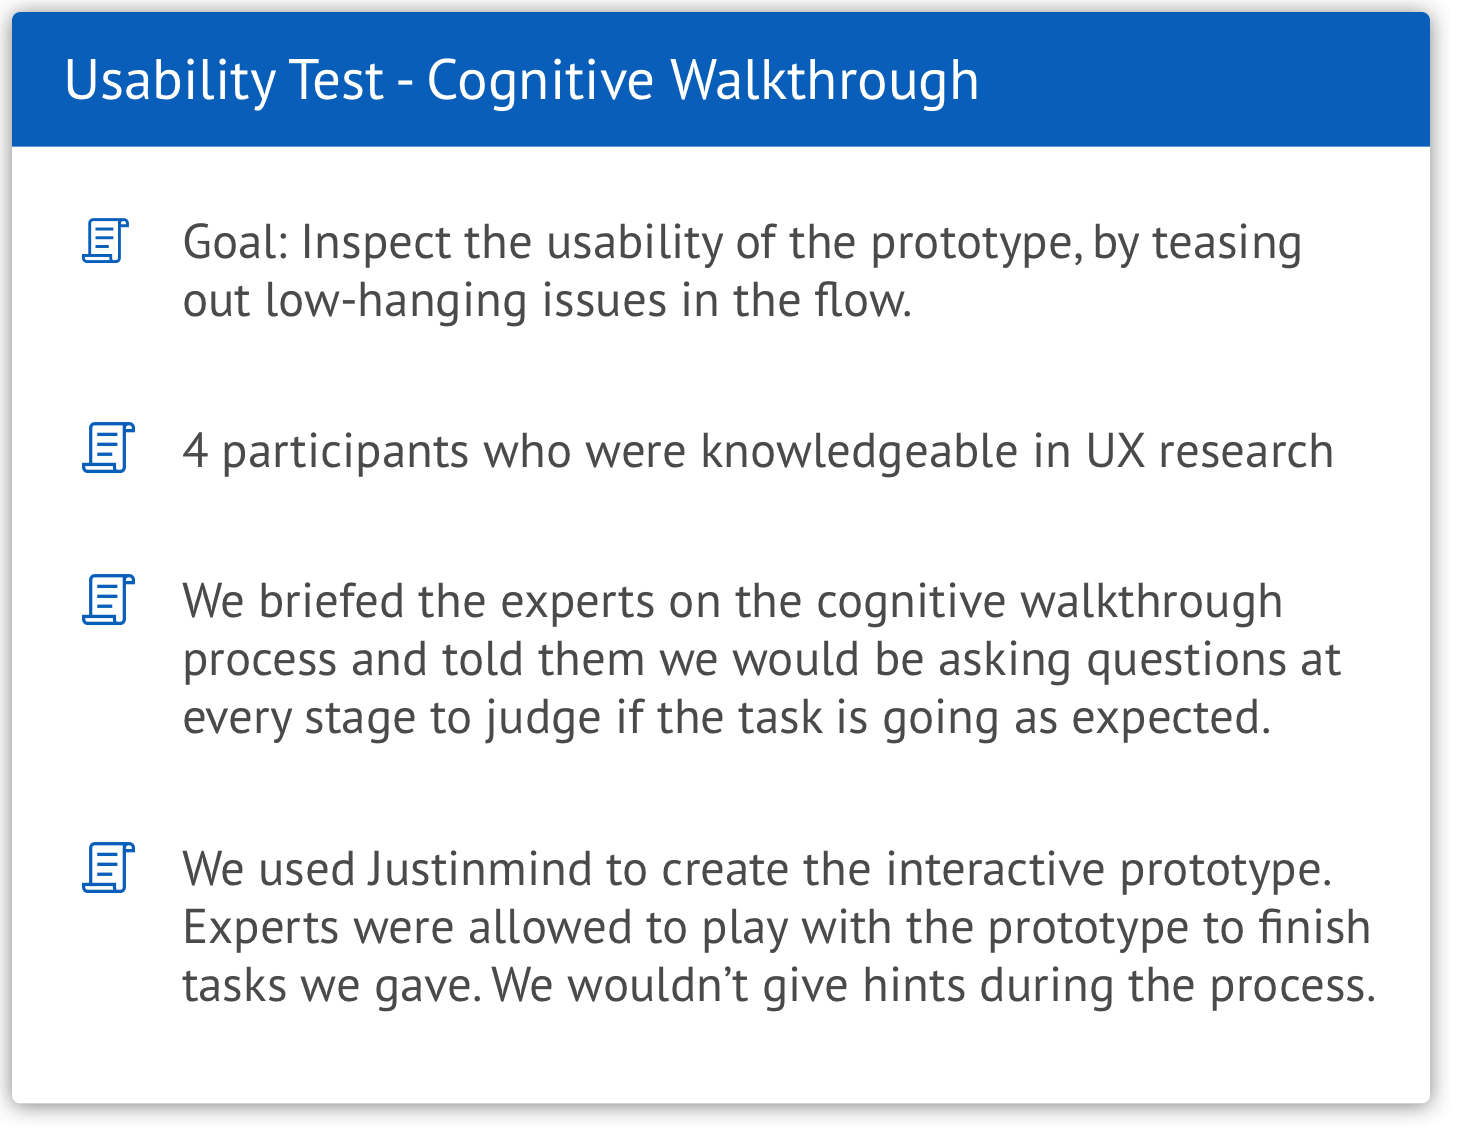 Usability Test - Cognitive Walkthrough
Goal: Inspect the usability of the prototype, by teasing
out low-hanging issues in the flow.
4 participants who were knowledgeable in UX research
We briefed the experts on the cognitive walkthrough
process and told them we would be asking questions at
every stage to judge if the task is going as expected.
We used Justinmind to create the interactive prototype.
Experts were allowed to play with the prototype to finish
tasks we gave. We wouldn’t give hints during the process.